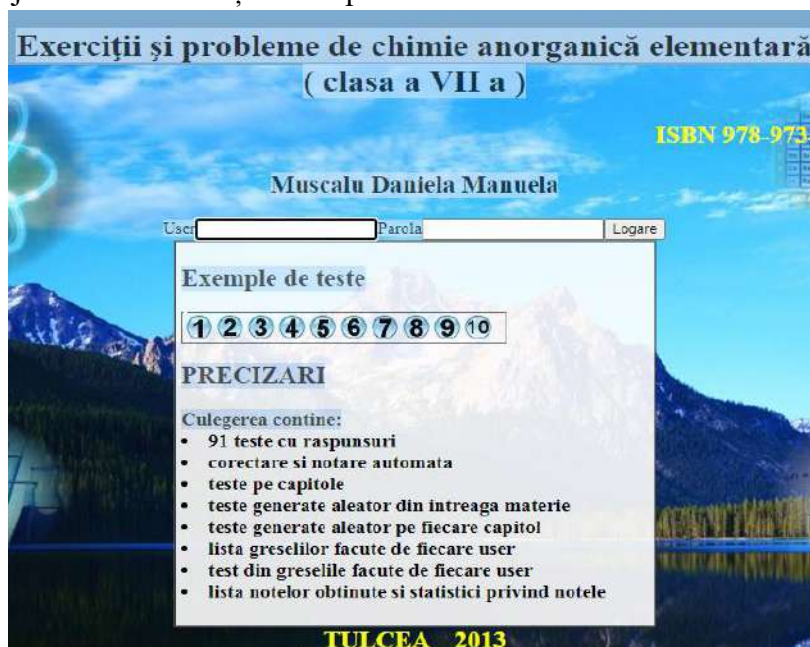 Exerciţii şi probleme de chimie anorganică elementară
( clasa a VII a )
ISBN 978-973-
Muscalu Daniela Manuela
User Parola Logare
Exemple de teste
1 2 3 4 5 6 7 8 9 10
PRECIZARI
Culegerea contine:
• 91 teste cu raspunsuri
• corectare si notare automata
• teste pe capitole
• teste generate aleator din intreaga materie
• teste generate aleator pe fiecare capitol
• lista greselilor facute de fiecare user
• test din greselile facute de fiecare user
• lista notelor obtinute si statistici privind notele
TULCEA 2013